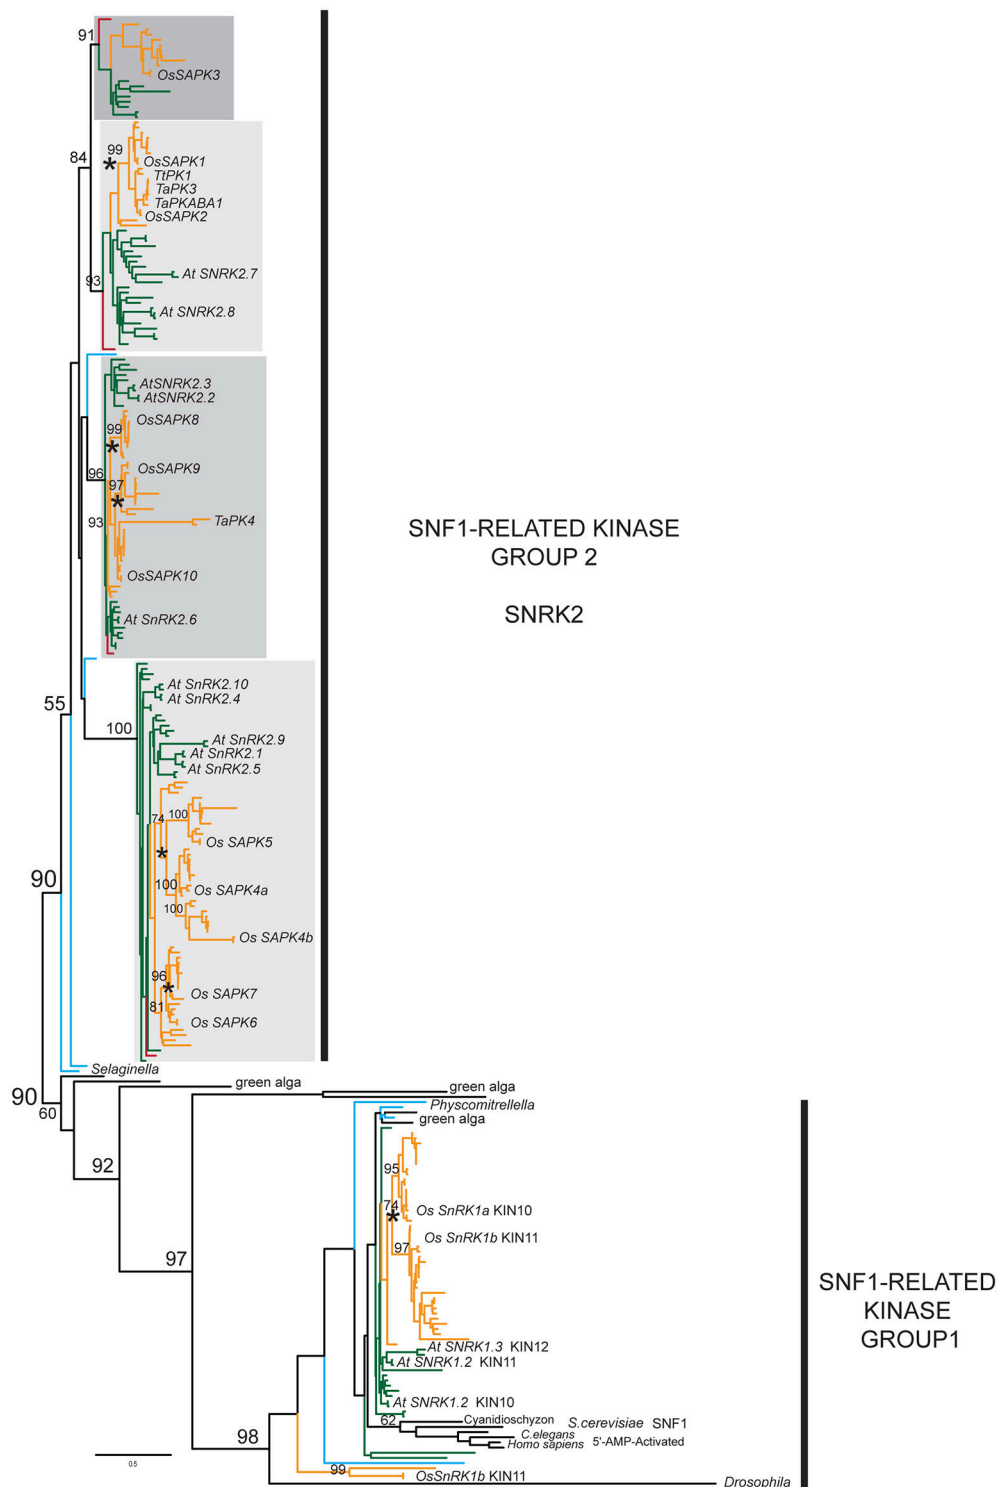 91
OsSAPK3
99
*
84
OsSAPK1
TtPK1
TaPK3
TaPKABA1
OsSAPK2
93
At SNRK2.7
At SNRK2.8
AtSNRK2.3
AtSNRK2.2
OsSAPK8
99
*
OsSAPK9
96
97
*
93
TaPK4
SNF1-RELATED KINASE
GROUP 2
SNRK2
OsSAPK10
At SnRK2.6
At SnRK2.10
At SnRK2.4
55
100
At SnRK2.9
At SnRK2.1
At SnRK2.5
74
100
Os SAPK5
*
90
100
Os SAPK4a
100
Os SAPK4b
96
*
Os SAPK7
81
Os SAPK6
Selaginella
green alga
green alga
90
60
Physcomitrellella
green alga
92
95
74
*
Os SnRK1a KIN10
Os SnRK1b KIN11
97
97
SNF1-RELATED
KINASE
GROUP1
At SNRK1.3 KIN12
At SNRK1.2 KIN11
At SNRK1.2 KIN10
62
Cyanidioschyzon
S.cerevisiae SNF1
C.elegans
Homo sapiens 5'-AMP-Activated
98
0.5
99
OsSnRK1b KIN11
Drosophila